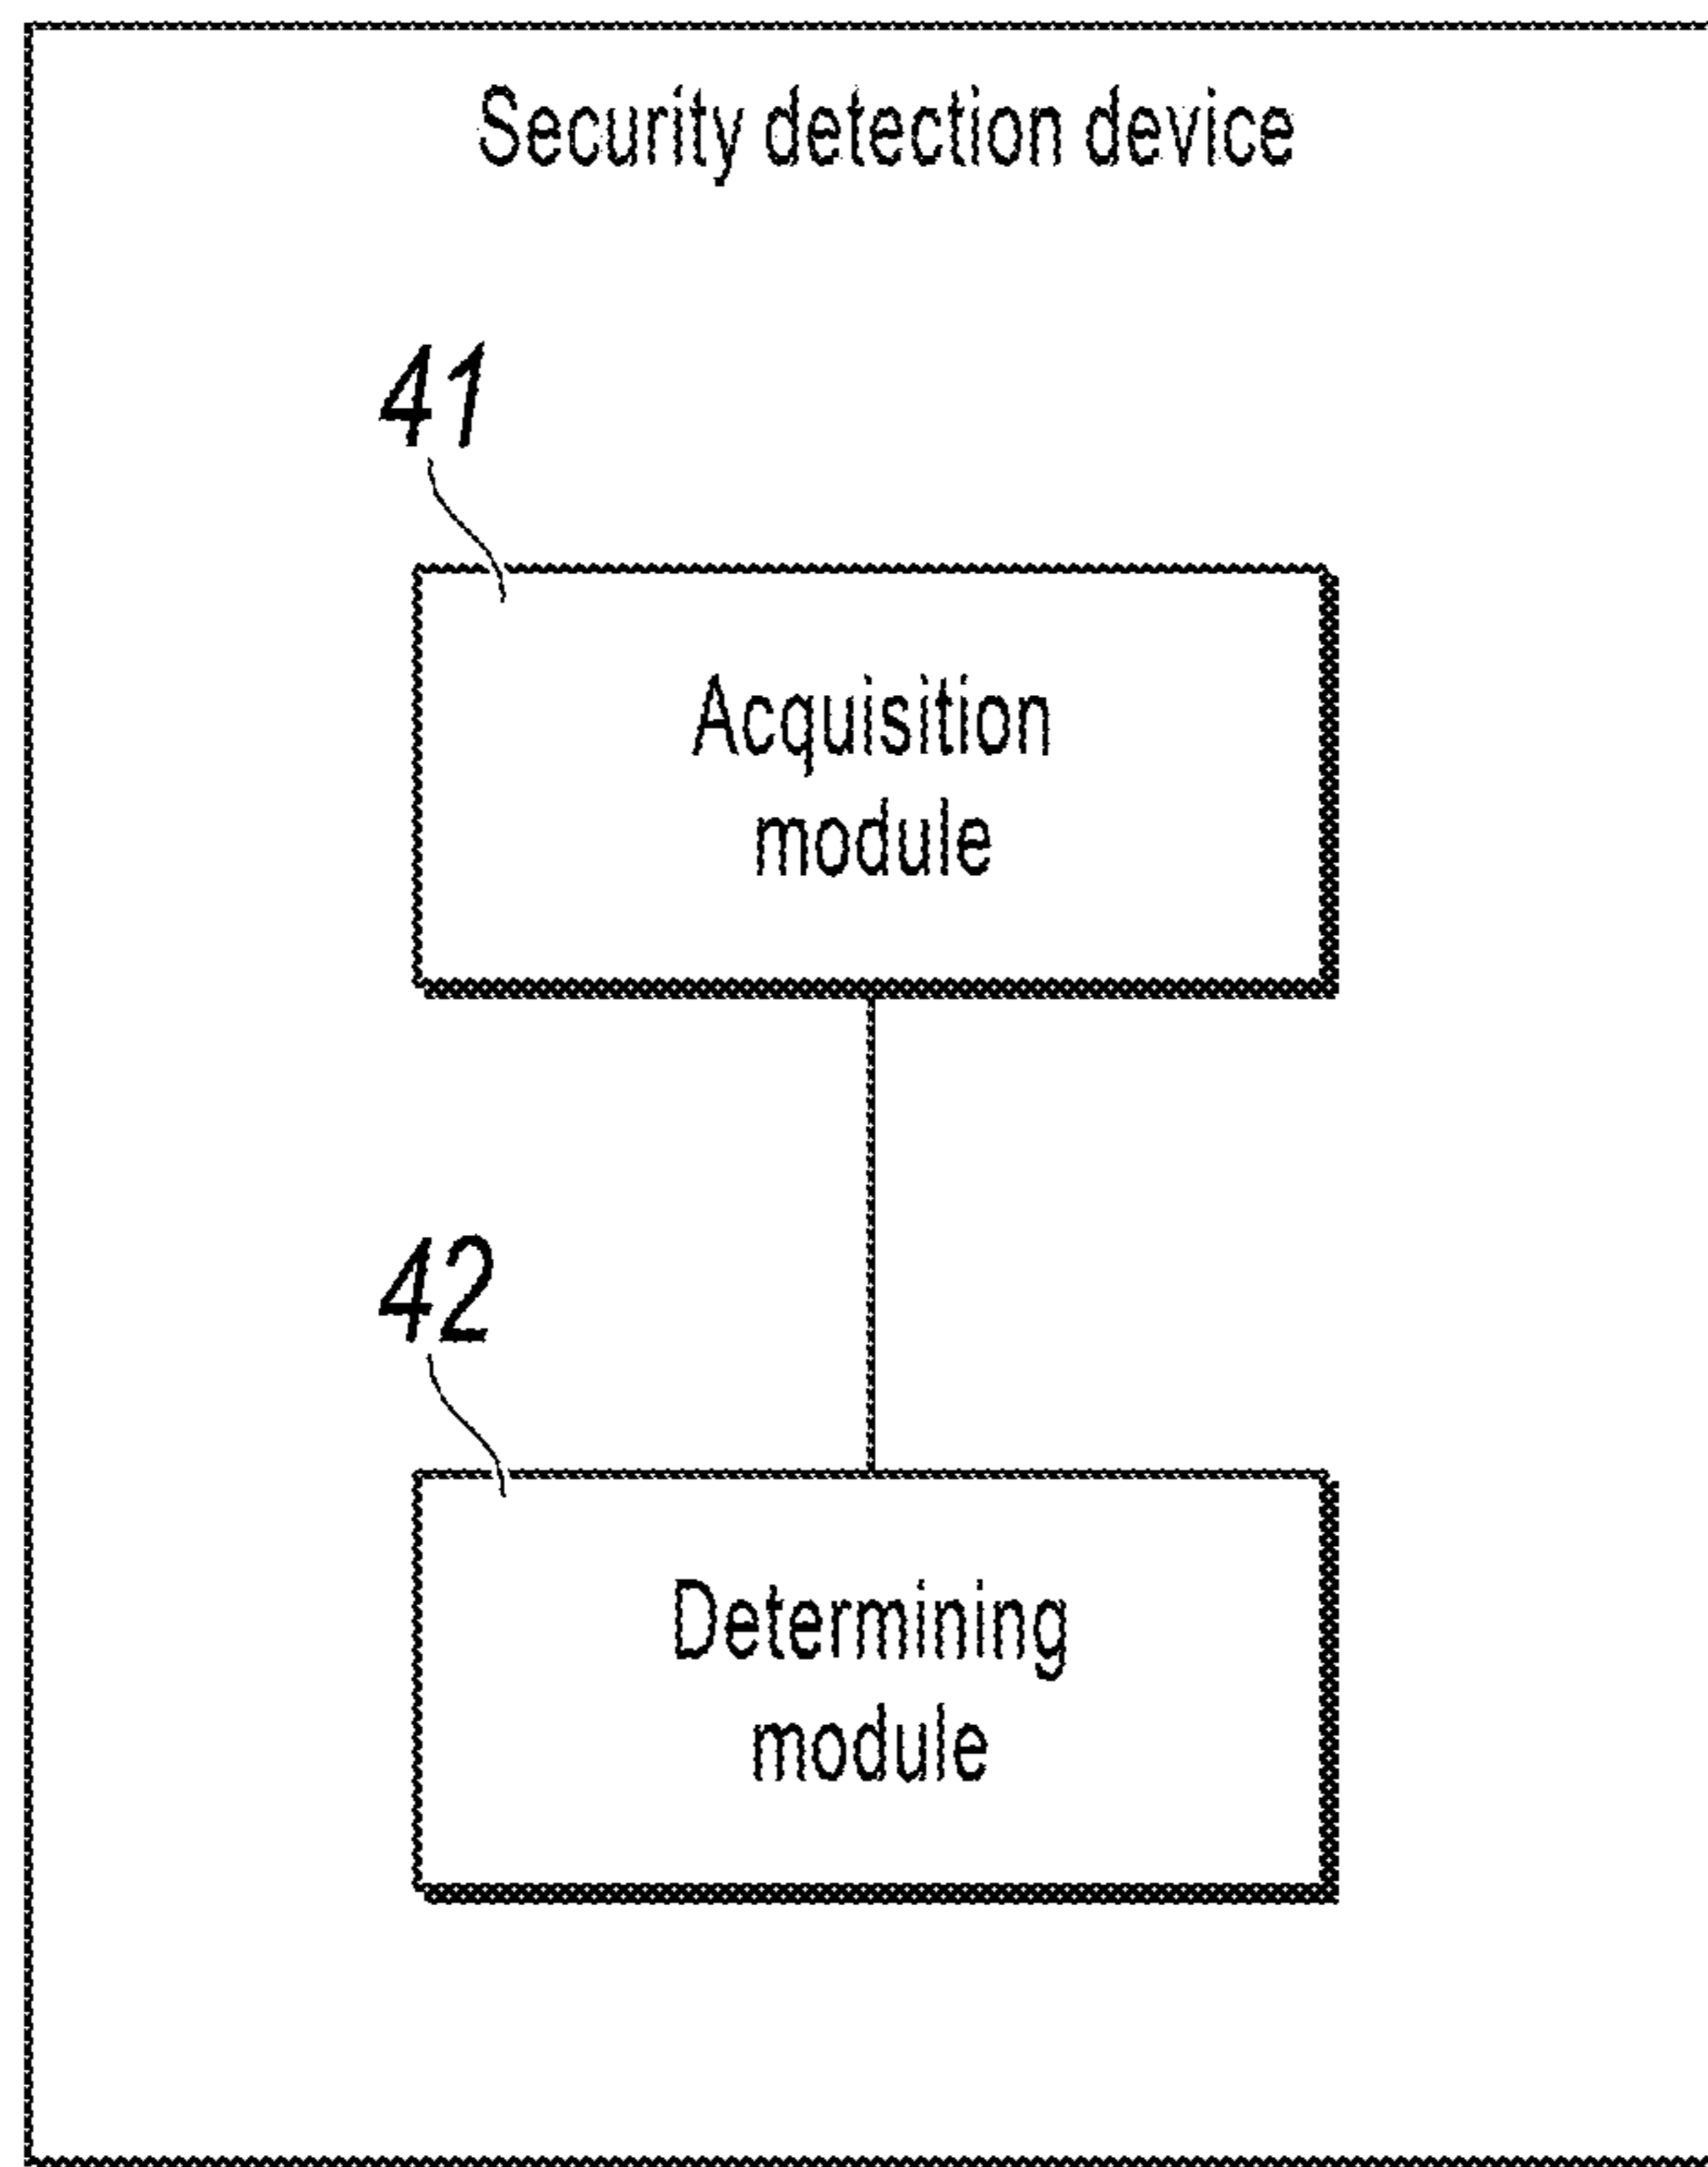 Security detection device
41
Acquisition
module
42
Determining
module